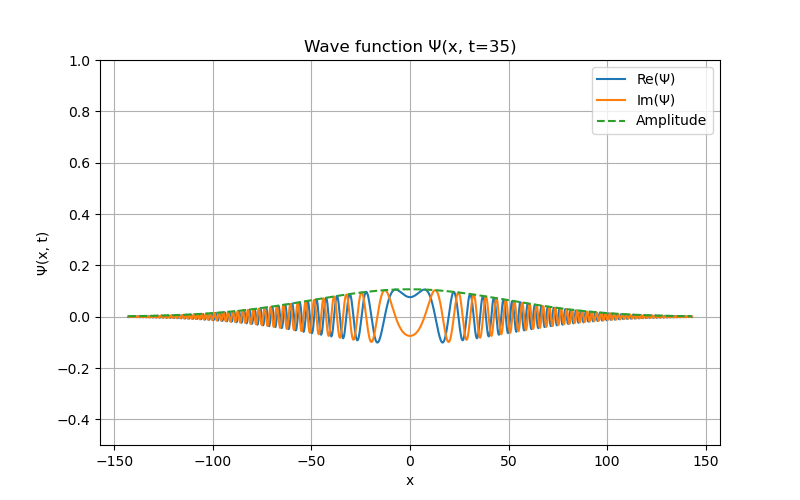 Wave function Ψ(x, t=35)
1.0
0.8
0.6
0.4
0.2
0.0
−0.2
−0.4
Ψ(x, t)
Re(Ψ)
Im(Ψ)
Amplitude
−150
−100
−50
0
50
100
150
x